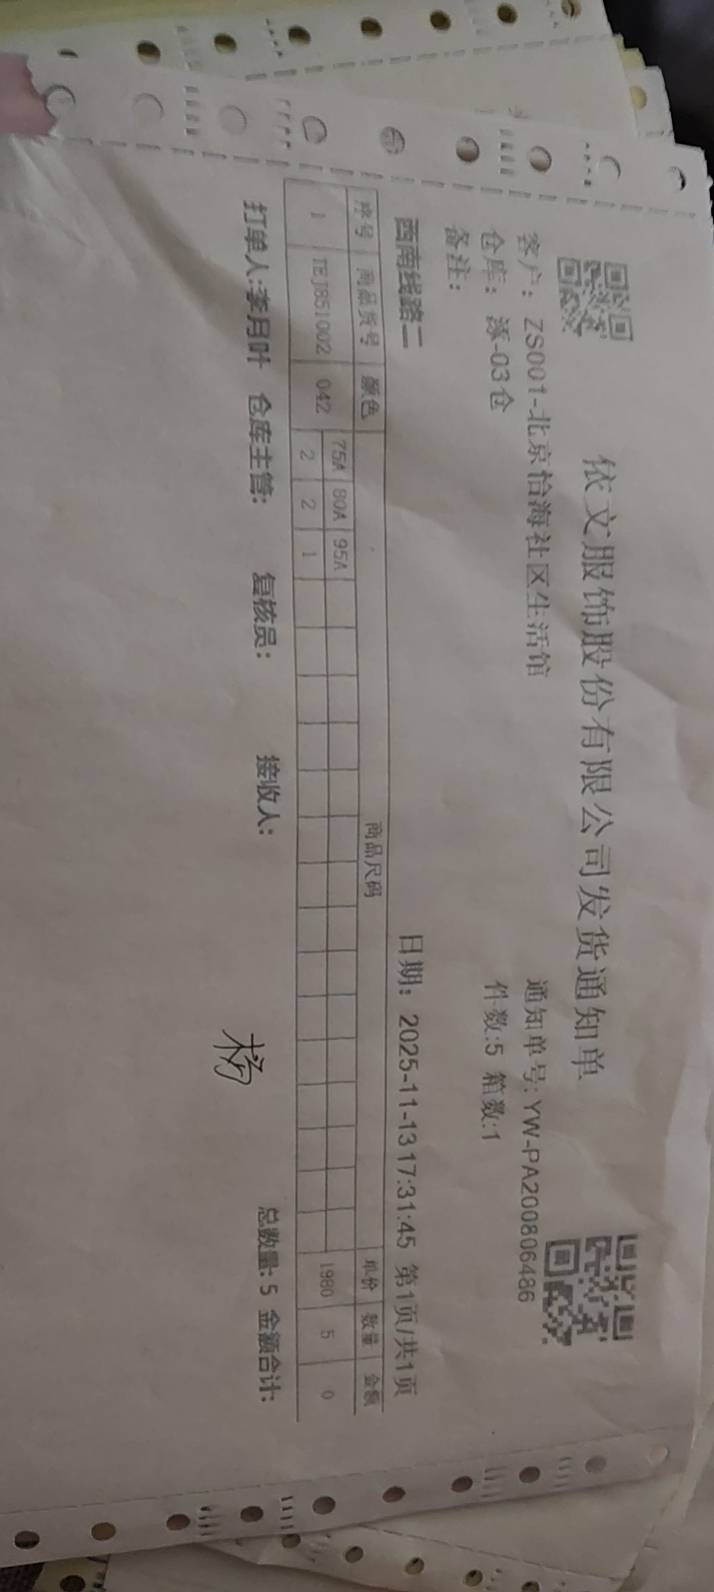 依文服饰股份有限公司发货通知单
客户：ZS001-北京怡海社区生活馆 通知单号:YW-PA200806486
仓库：涿-03仓 件数:5 箱数:1
备注：
西南线路二 日期：2025-11-13 17:31:45 第1页/共1页
序号 商品货号 颜色 商品尺码 单价 数量 金额
75A 80A 95A
1 TEJ851002 042 2 2 1 1980 5 0
打单人:李月叶 仓库主管: 复核员: 接收人: 总数量:5 金额合计:
杨